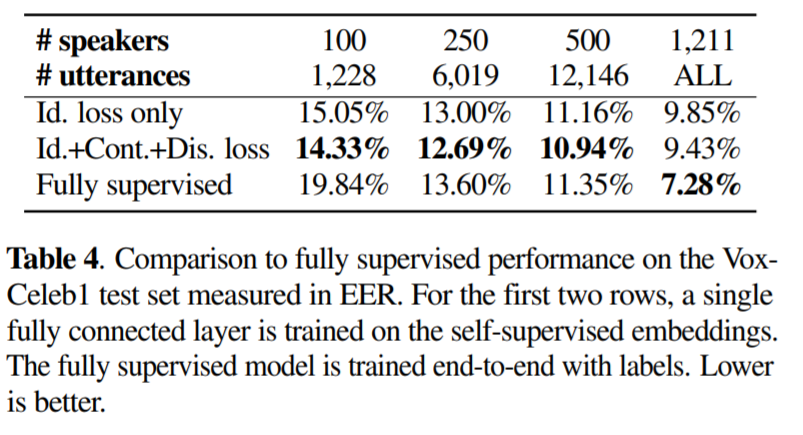 # speakers 100 250 500 1,211
# utterances 1,228 6,019 12,146 ALL
Id. loss only 15.05% 13.00% 11.16% 9.85%
Id.+Cont.+Dis. loss 14.33% 12.69% 10.94% 9.43%
Fully supervised 19.84% 13.60% 11.35% 7.28%
Table 4. Comparison to fully supervised performance on the Vox-
Celeb1 test set measured in EER. For the first two rows, a single
fully connected layer is trained on the self-supervised embeddings.
The fully supervised model is trained end-to-end with labels. Lower
is better.